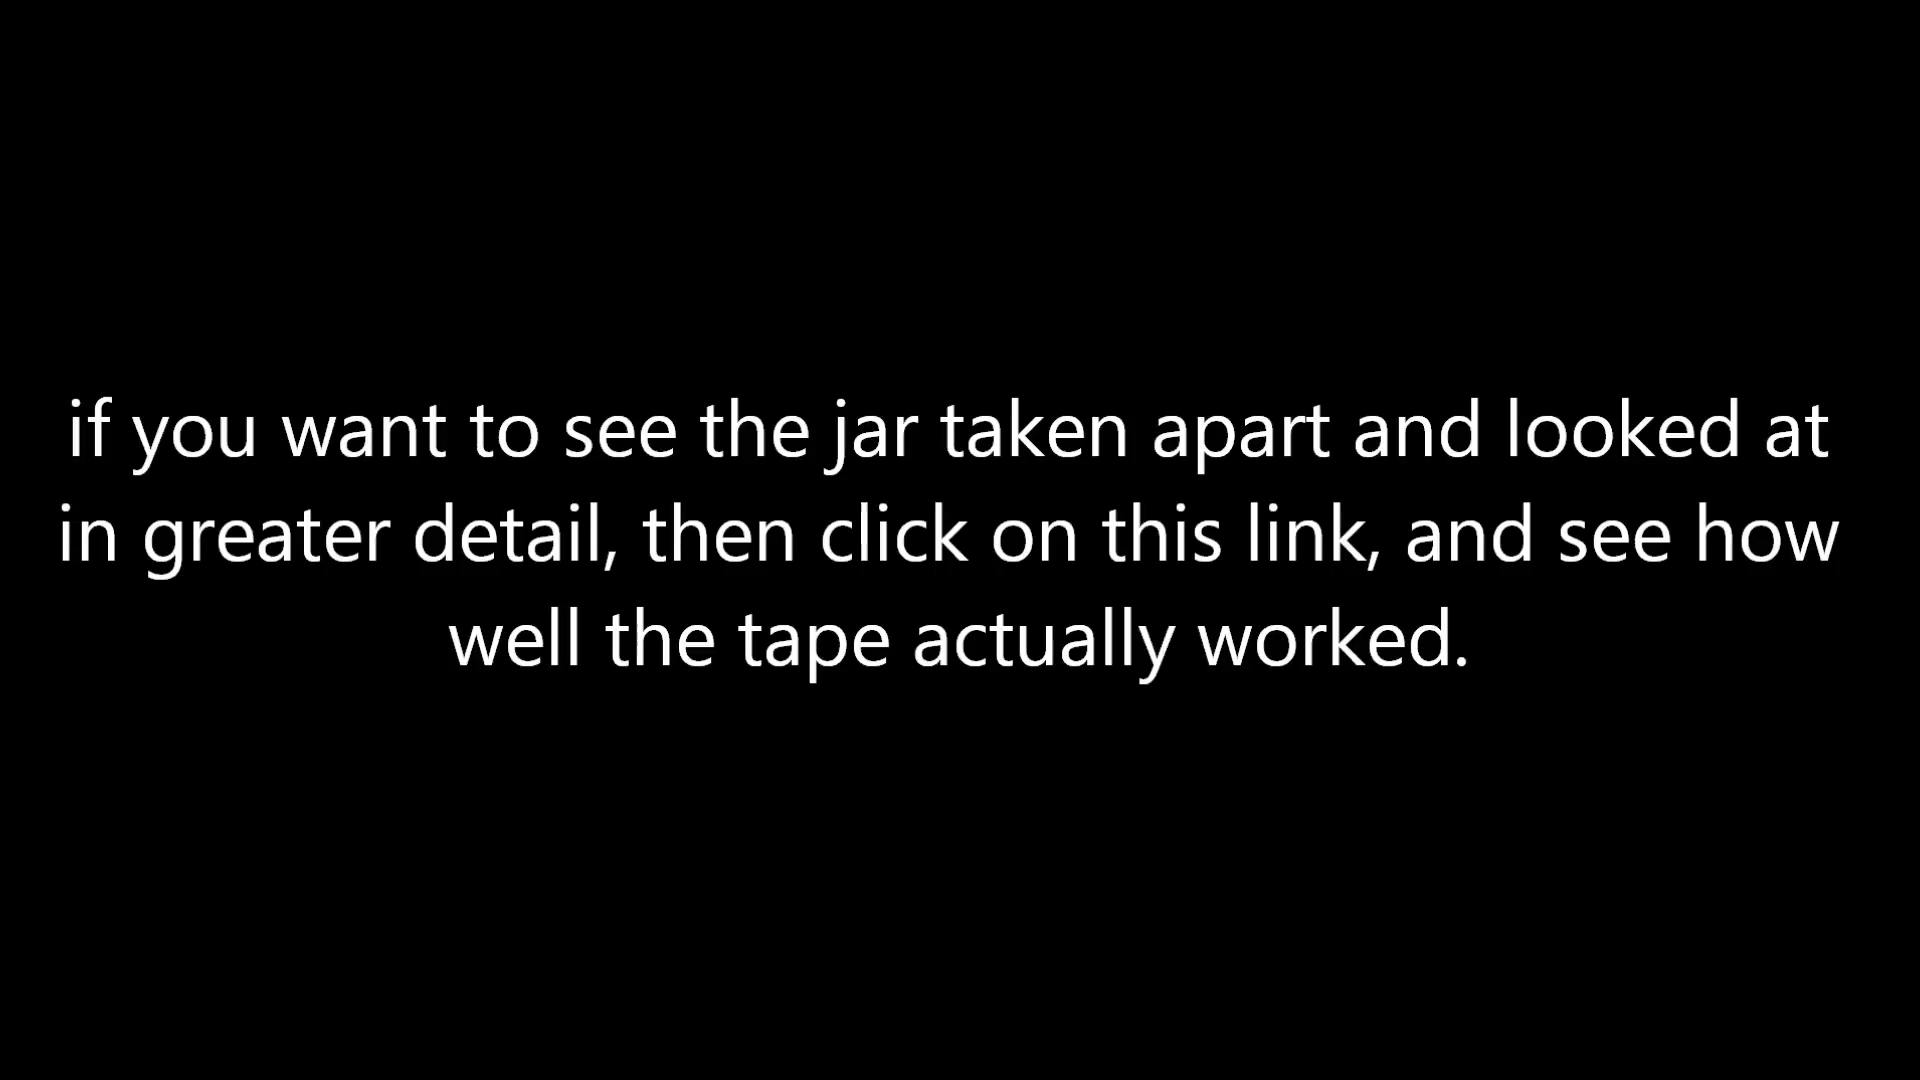 if you want to see the jar taken apart and looked at
in greater detail, then click on this link, and see how
well the tape actually worked.